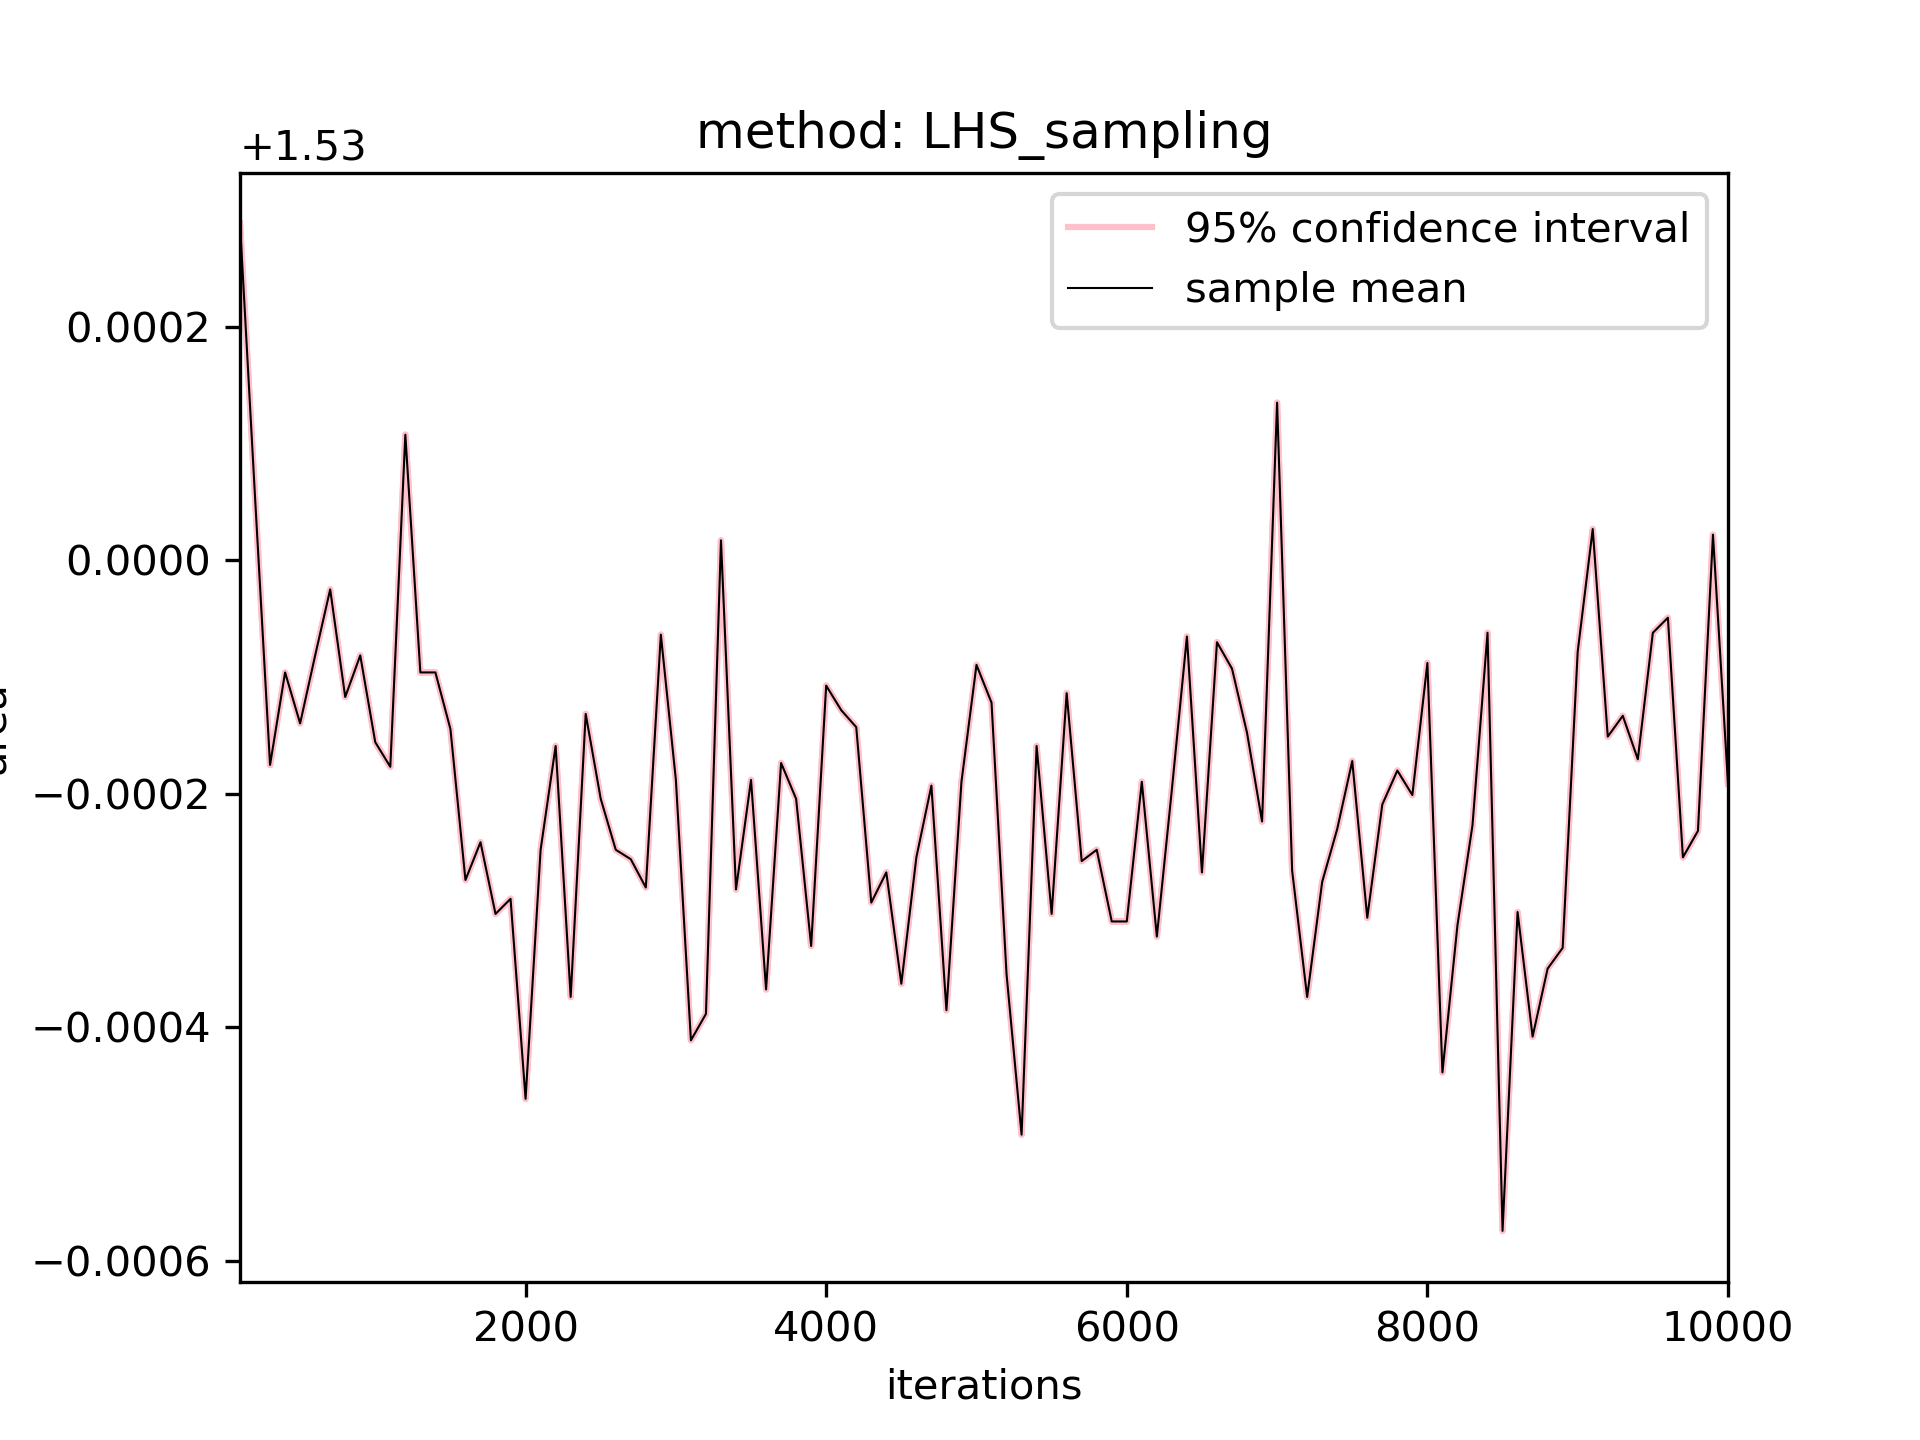 method: LHS_sampling
+1.53
95% confidence interval
sample mean
0.0002
0.0000
−0.0002
−0.0004
−0.0006
2000 4000 6000 8000 10000
iterations